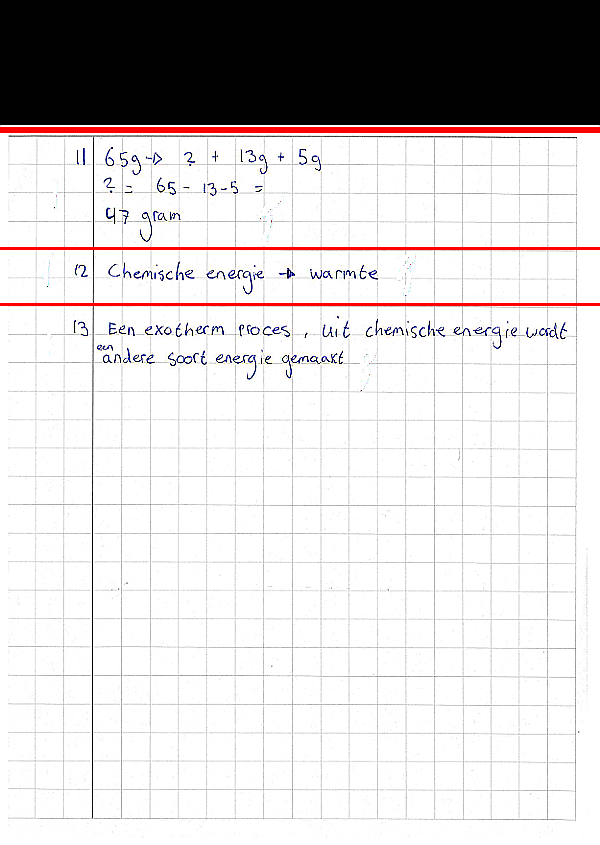 11 65g → ? + 13g + 5g
? = 65 - 13 - 5 =
47 gram
12 Chemische energie → warmte
13 Een exotherm proces, uit chemische energie wordt
een andere soort energie gemaakt